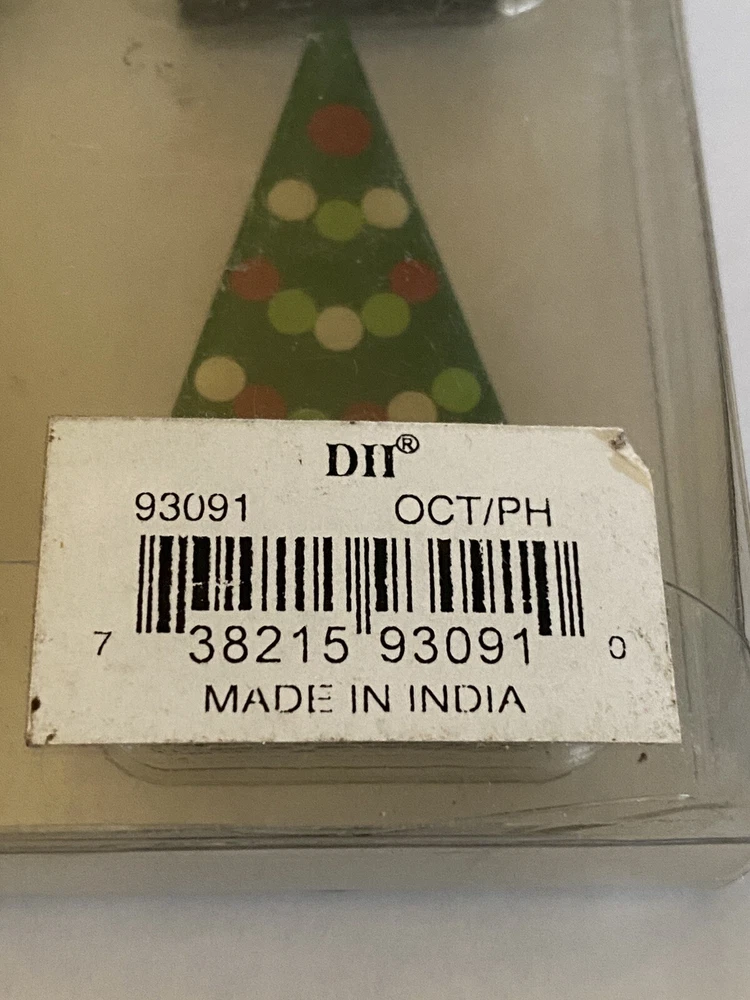 DII®
93091 OCT/PH
7 38215 93091 0
MADE IN INDIA